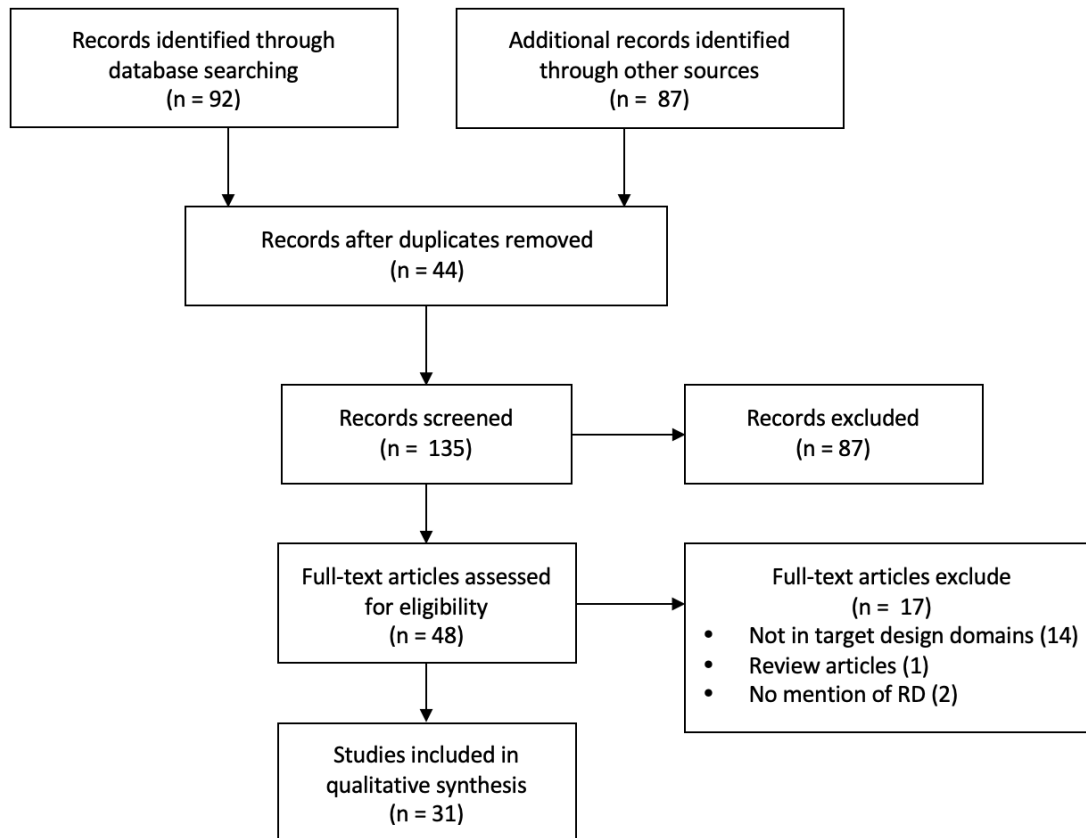 Records identified through
database searching
(n = 92)
Additional records identified
through other sources
(n =  87)
Records after duplicates removed
(n = 44)
Records screened
(n =  135)
Records excluded
(n = 87)
Full-text articles assessed
for eligibility
(n = 48)
Full-text articles exclude
(n =  17)
• Not in target design domains (14)
• Review articles (1)
• No mention of RD (2)
Studies included in
qualitative synthesis
(n = 31)